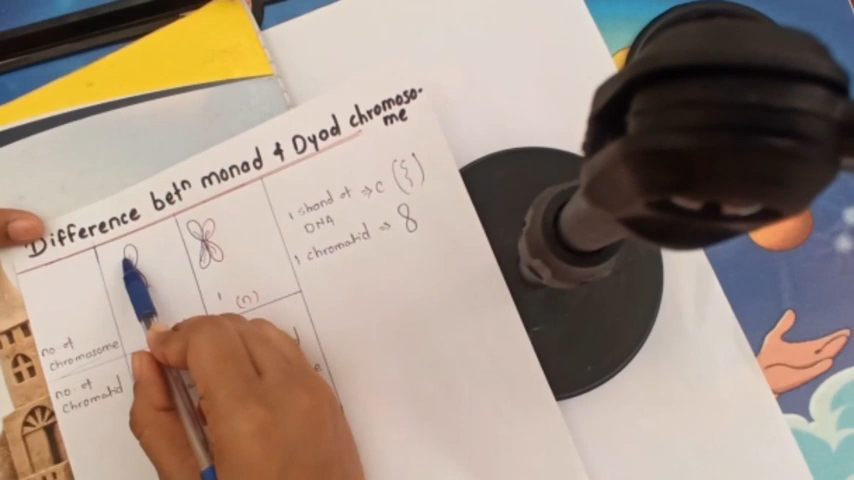 Difference betⁿ monad & Dyad chromoso-
me
1 strand of ⇒ c ({)
DNA
1 chromatid ⇒ 8
1 (n)
no. of
chromasome
no. of
chromatid